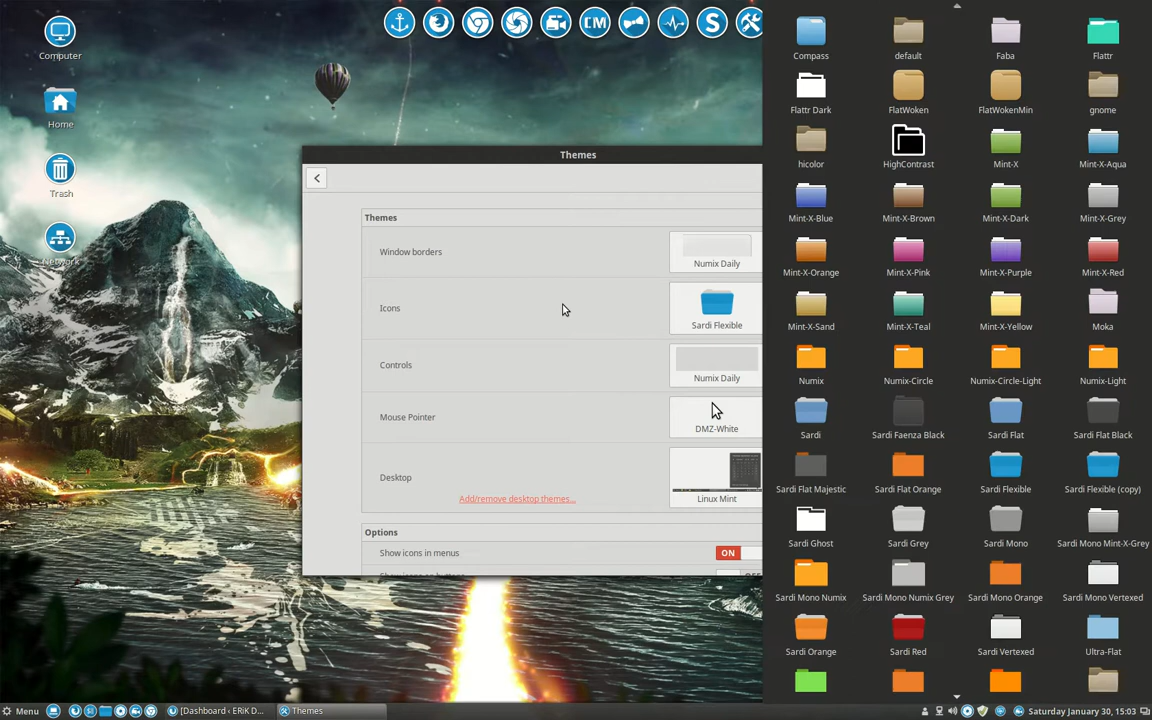 Computer
Home
Trash
Network
CM
S
Themes
Themes
Window borders
Numix Daily
Icons
Sardi Flexible
Controls
Numix Daily
Mouse Pointer
DMZ-White
Desktop
Add/remove desktop themes...
Linux Mint
Options
Show icons in menus
ON
Compass default Faba Flattr
Flattr Dark FlatWoken FlatWokenMin gnome
hicolor HighContrast Mint-X Mint-X-Aqua
Mint-X-Blue Mint-X-Brown Mint-X-Dark Mint-X-Grey
Mint-X-Orange Mint-X-Pink Mint-X-Purple Mint-X-Red
Mint-X-Sand Mint-X-Teal Mint-X-Yellow Moka
Numix Numix-Circle Numix-Circle-Light Numix-Light
Sardi Sardi Faenza Black Sardi Flat Sardi Flat Black
Sardi Flat Majestic Sardi Flat Orange Sardi Flexible Sardi Flexible (copy)
Sardi Ghost Sardi Grey Sardi Mono Sardi Mono Mint-X-Grey
Sardi Mono Numix Sardi Mono Numix Grey Sardi Mono Orange Sardi Mono Vertexed
Sardi Orange Sardi Red Sardi Vertexed Ultra-Flat
Menu [Dashboard ‹ ERiK D... Themes Saturday January 30, 15:03